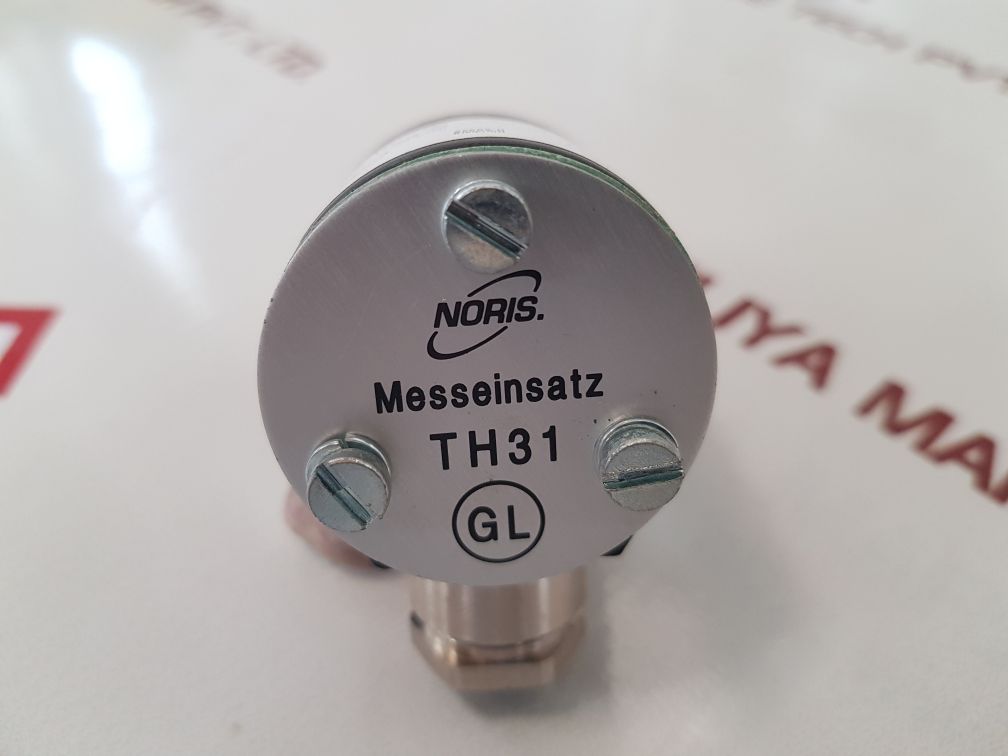 NORIS.
Messeinsatz
TH31
GL